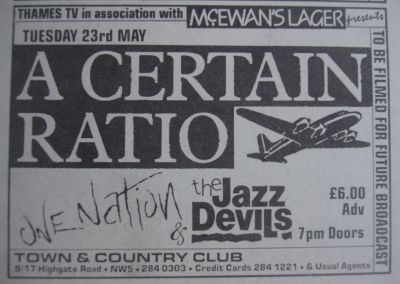 THAMES TV in association with McEWAN'S LAGER presents
TUESDAY 23rd MAY
A CERTAIN
RATIO
ONE NATION
& the Jazz
Devils
£6.00
Adv
7pm Doors
TOWN & COUNTRY CLUB
9/17 Highgate Road • NW5 • 284 0303 • Credit Cards 284 1221 • & Usual Agents
TO BE FILMED FOR FUTURE BROADCAST